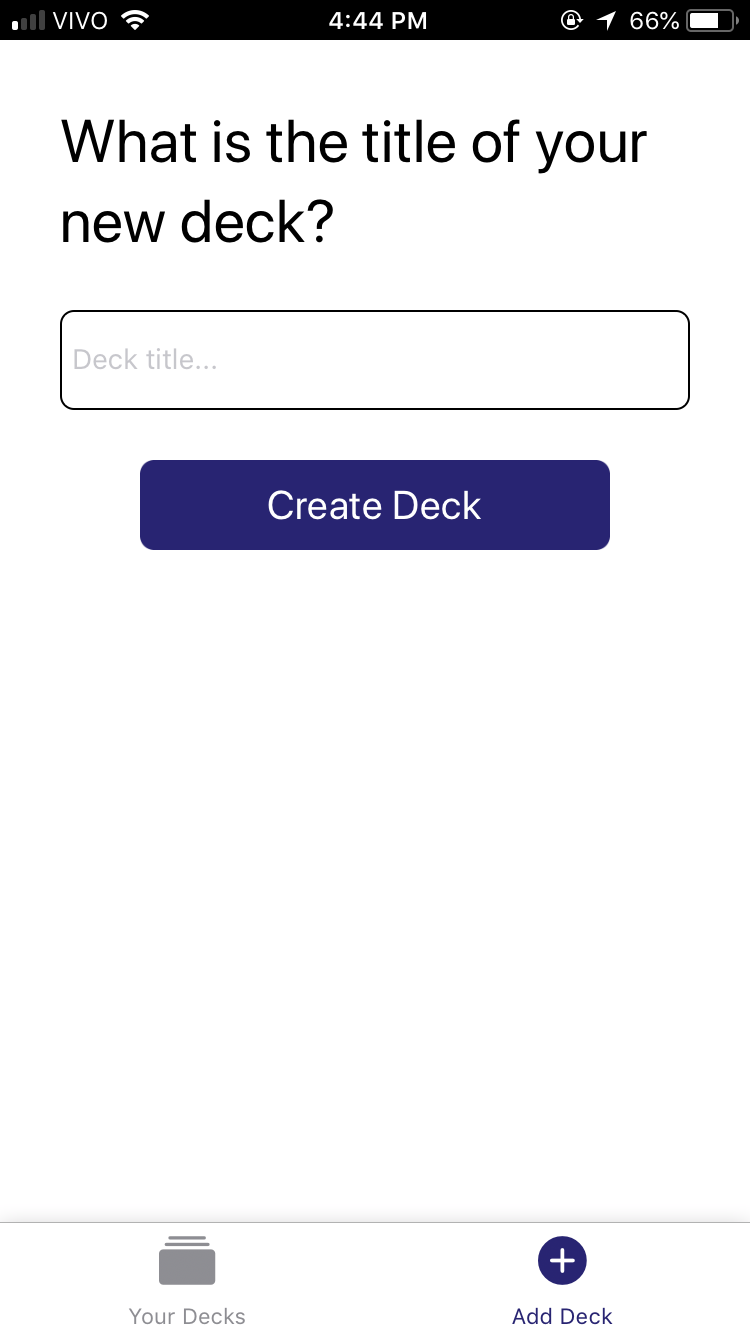 VIVO 4:44 PM 66%
What is the title of your
new deck?
Deck title...
Create Deck
Your Decks Add Deck